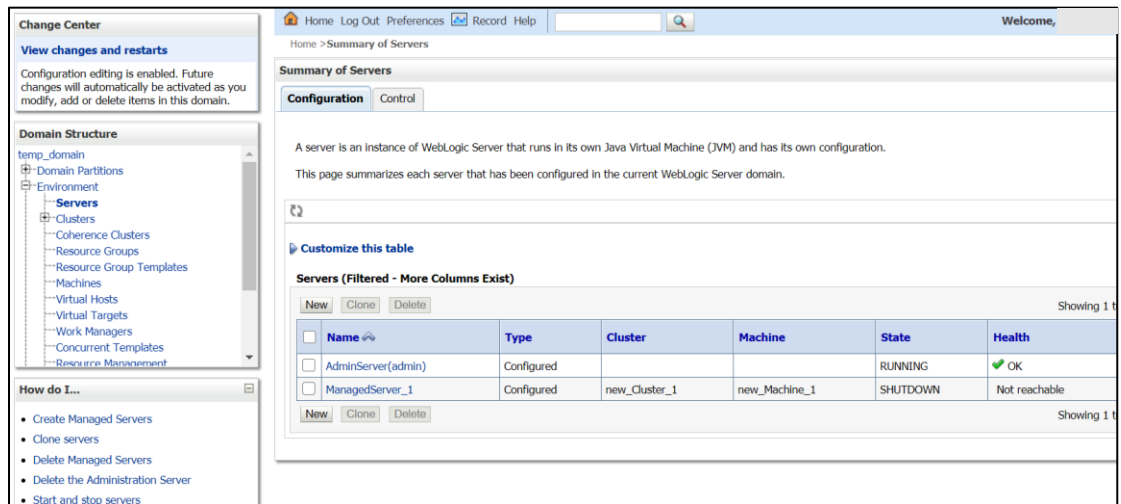 Change Center
View changes and restarts
Configuration editing is enabled. Future
changes will automatically be activated as you
modify, add or delete items in this domain.
Domain Structure
temp_domain
Domain Partitions
Environment
Servers
Clusters
Coherence Clusters
Resource Groups
Resource Group Templates
Machines
Virtual Hosts
Virtual Targets
Work Managers
Concurrent Templates
Resource Management
How do I...
Create Managed Servers
Clone servers
Delete Managed Servers
Delete the Administration Server
Start and stop servers
Home Log Out Preferences Record Help
Welcome,
Home >Summary of Servers
Summary of Servers
Configuration Control
A server is an instance of WebLogic Server that runs in its own Java Virtual Machine (JVM) and has its own configuration.
This page summarizes each server that has been configured in the current WebLogic Server domain.
Customize this table
Servers (Filtered - More Columns Exist)
New Clone Delete Showing 1 t
Name Type Cluster Machine State Health
AdminServer(admin) Configured RUNNING OK
ManagedServer_1 Configured new_Cluster_1 new_Machine_1 SHUTDOWN Not reachable
New Clone Delete Showing 1 t